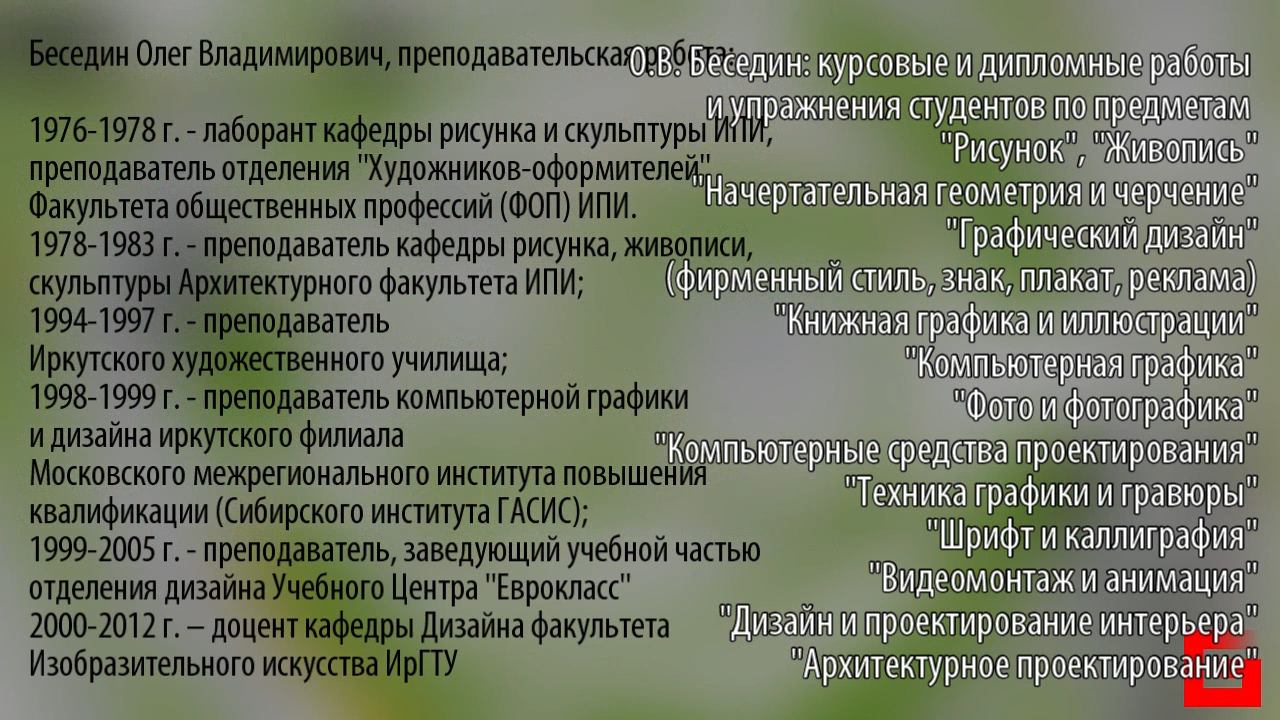 Беседин Олег Владимирович, преподавательская работа:
1976-1978 г. - лаборант кафедры рисунка и скульптуры ИПИ,
преподаватель отделения "Художников-оформителей"
Факультета общественных профессий (ФОП) ИПИ.
1978-1983 г. - преподаватель кафедры рисунка, живописи,
скульптуры Архитектурного факультета ИПИ;
1994-1997 г. - преподаватель
Иркутского художественного училища;
1998-1999 г. - преподаватель компьютерной графики
и дизайна иркутского филиала
Московского межрегионального института повышения
квалификации (Сибирского института ГАСИС);
1999-2005 г. - преподаватель, заведующий учебной частью
отделения дизайна Учебного Центра "Еврокласс"
2000-2012 г. – доцент кафедры Дизайна факультета
Изобразительного искусства ИрГТУ
О.В. Беседин: курсовые и дипломные работы
и упражнения студентов по предметам
"Рисунок", "Живопись"
"Начертательная геометрия и черчение"
"Графический дизайн"
(фирменный стиль, знак, плакат, реклама)
"Книжная графика и иллюстрации"
"Компьютерная графика"
"Фото и фотографика"
"Компьютерные средства проектирования"
"Техника графики и гравюры"
"Шрифт и каллиграфия"
"Видеомонтаж и анимация"
"Дизайн и проектирование интерьера"
"Архитектурное проектирование"